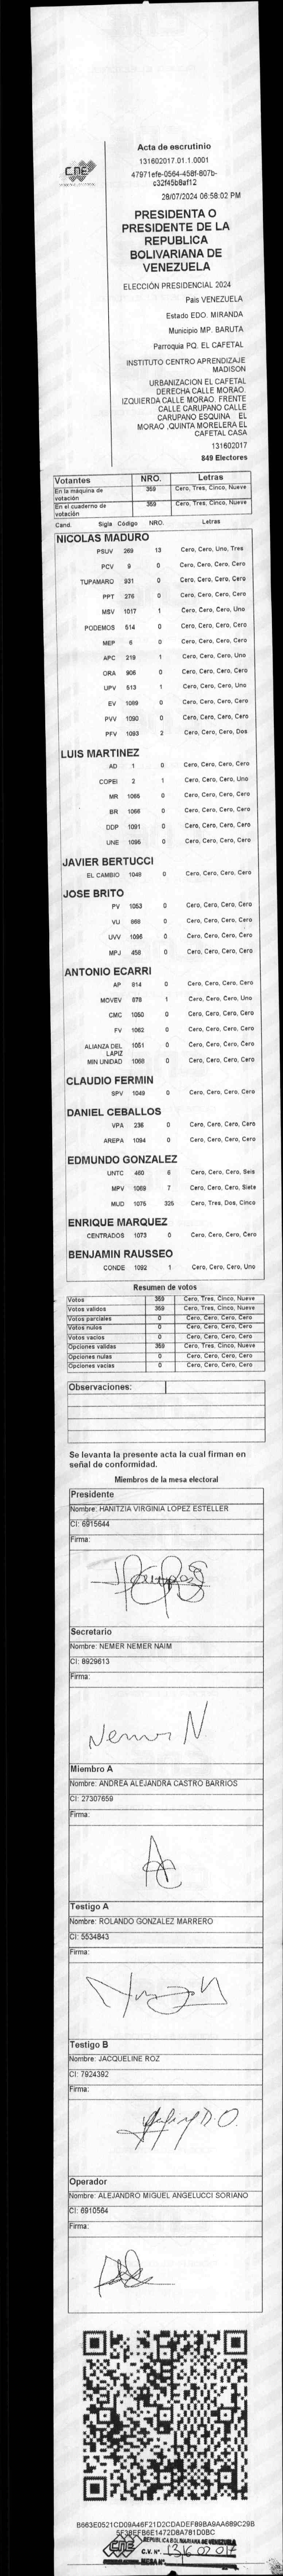 CNE
Acta de escrutinio
131602017.01.1.0001
47971efe-0564-458f-807b-
c32f45b8af12
28/07/2024 06:58:02 PM
PRESIDENTA O
PRESIDENTE DE LA
REPUBLICA
BOLIVARIANA DE
VENEZUELA
ELECCIÓN PRESIDENCIAL 2024
Pais VENEZUELA
Estado EDO. MIRANDA
Municipio MP. BARUTA
Parroquia PQ. EL CAFETAL
INSTITUTO CENTRO APRENDIZAJE
MADISON
URBANIZACION EL CAFETAL
DERECHA CALLE MORAO.
IZQUIERDA CALLE MORAO. FRENTE
CALLE CARUPANO CALLE
CARUPANO ESQUINA EL
MORAO ,QUINTA MORELERA EL
CAFETAL CASA
131602017
849 Electores
Votantes NRO. Letras
En la máquina de votación 359 Cero, Tres, Cinco, Nueve
En el cuaderno de votación 359 Cero, Tres, Cinco, Nueve
Cand. Sigla Código NRO. Letras
NICOLAS MADURO
PSUV 269 13 Cero, Cero, Uno, Tres
PCV 9 0 Cero, Cero, Cero, Cero
TUPAMARO 931 0 Cero, Cero, Cero, Cero
PPT 276 0 Cero, Cero, Cero, Cero
MSV 1017 1 Cero, Cero, Cero, Uno
PODEMOS 514 0 Cero, Cero, Cero, Cero
MEP 6 0 Cero, Cero, Cero, Cero
APC 219 1 Cero, Cero, Cero, Uno
ORA 906 0 Cero, Cero, Cero, Cero
UPV 513 1 Cero, Cero, Cero, Uno
EV 1089 0 Cero, Cero, Cero, Cero
PVV 1090 0 Cero, Cero, Cero, Cero
PFV 1093 2 Cero, Cero, Cero, Dos
LUIS MARTINEZ
AD 1 0 Cero, Cero, Cero, Cero
COPEI 2 1 Cero, Cero, Cero, Uno
MR 1065 0 Cero, Cero, Cero, Cero
BR 1066 0 Cero, Cero, Cero, Cero
DDP 1091 0 Cero, Cero, Cero, Cero
UNE 1095 0 Cero, Cero, Cero, Cero
JAVIER BERTUCCI
EL CAMBIO 1048 0 Cero, Cero, Cero, Cero
JOSE BRITO
PV 1053 0 Cero, Cero, Cero, Cero
VU 868 0 Cero, Cero, Cero, Cero
UVV 1096 0 Cero, Cero, Cero, Cero
MPJ 458 0 Cero, Cero, Cero, Cero
ANTONIO ECARRI
AP 814 0 Cero, Cero, Cero, Cero
MOVEV 878 1 Cero, Cero, Cero, Uno
CMC 1050 0 Cero, Cero, Cero, Cero
FV 1062 0 Cero, Cero, Cero, Cero
ALIANZA DEL LAPIZ 1051 0 Cero, Cero, Cero, Cero
MIN UNIDAD 1068 0 Cero, Cero, Cero, Cero
CLAUDIO FERMIN
SPV 1049 0 Cero, Cero, Cero, Cero
DANIEL CEBALLOS
VPA 236 0 Cero, Cero, Cero, Cero
AREPA 1094 0 Cero, Cero, Cero, Cero
EDMUNDO GONZALEZ
UNTC 460 6 Cero, Cero, Cero, Seis
MPV 1069 7 Cero, Cero, Cero, Siete
MUD 1075 325 Cero, Tres, Dos, Cinco
ENRIQUE MARQUEZ
CENTRADOS 1073 0 Cero, Cero, Cero, Cero
BENJAMIN RAUSSEO
CONDE 1092 1 Cero, Cero, Cero, Uno
Resumen de votos
Votos 359 Cero, Tres, Cinco, Nueve
Votos validos 359 Cero, Tres, Cinco, Nueve
Votos parciales 0 Cero, Cero, Cero, Cero
Votos nulos 0 Cero, Cero, Cero, Cero
Votos vacios 0 Cero, Cero, Cero, Cero
Opciones validas 359 Cero, Tres, Cinco, Nueve
Opciones nulas 0 Cero, Cero, Cero, Cero
Opciones vacias 0 Cero, Cero, Cero, Cero
Observaciones:
Se levanta la presente acta la cual firman en
señal de conformidad.
Miembros de la mesa electoral
Presidente
Nombre: HANITZIA VIRGINIA LOPEZ ESTELLER
CI: 6915644
Firma:
Secretario
Nombre: NEMER NEMER NAIM
CI: 8929613
Firma:
Nemer N
Miembro A
Nombre: ANDREA ALEJANDRA CASTRO BARRIOS
CI: 27307659
Firma:
Testigo A
Nombre: ROLANDO GONZALEZ MARRERO
CI: 5534843
Firma:
Testigo B
Nombre: JACQUELINE ROZ
CI: 7924392
Firma:
Operador
Nombre: ALEJANDRO MIGUEL ANGELUCCI SORIANO
CI: 6910564
Firma:
B663E0521CD09A46F21D2CDADEF89BA9AA689C29B
5F38EFB6E1472D8A781D0BC
CNE REPUBLICA BOLIVARIANA DE VENEZUELA
C.V. Nº 131602017
MESA Nº